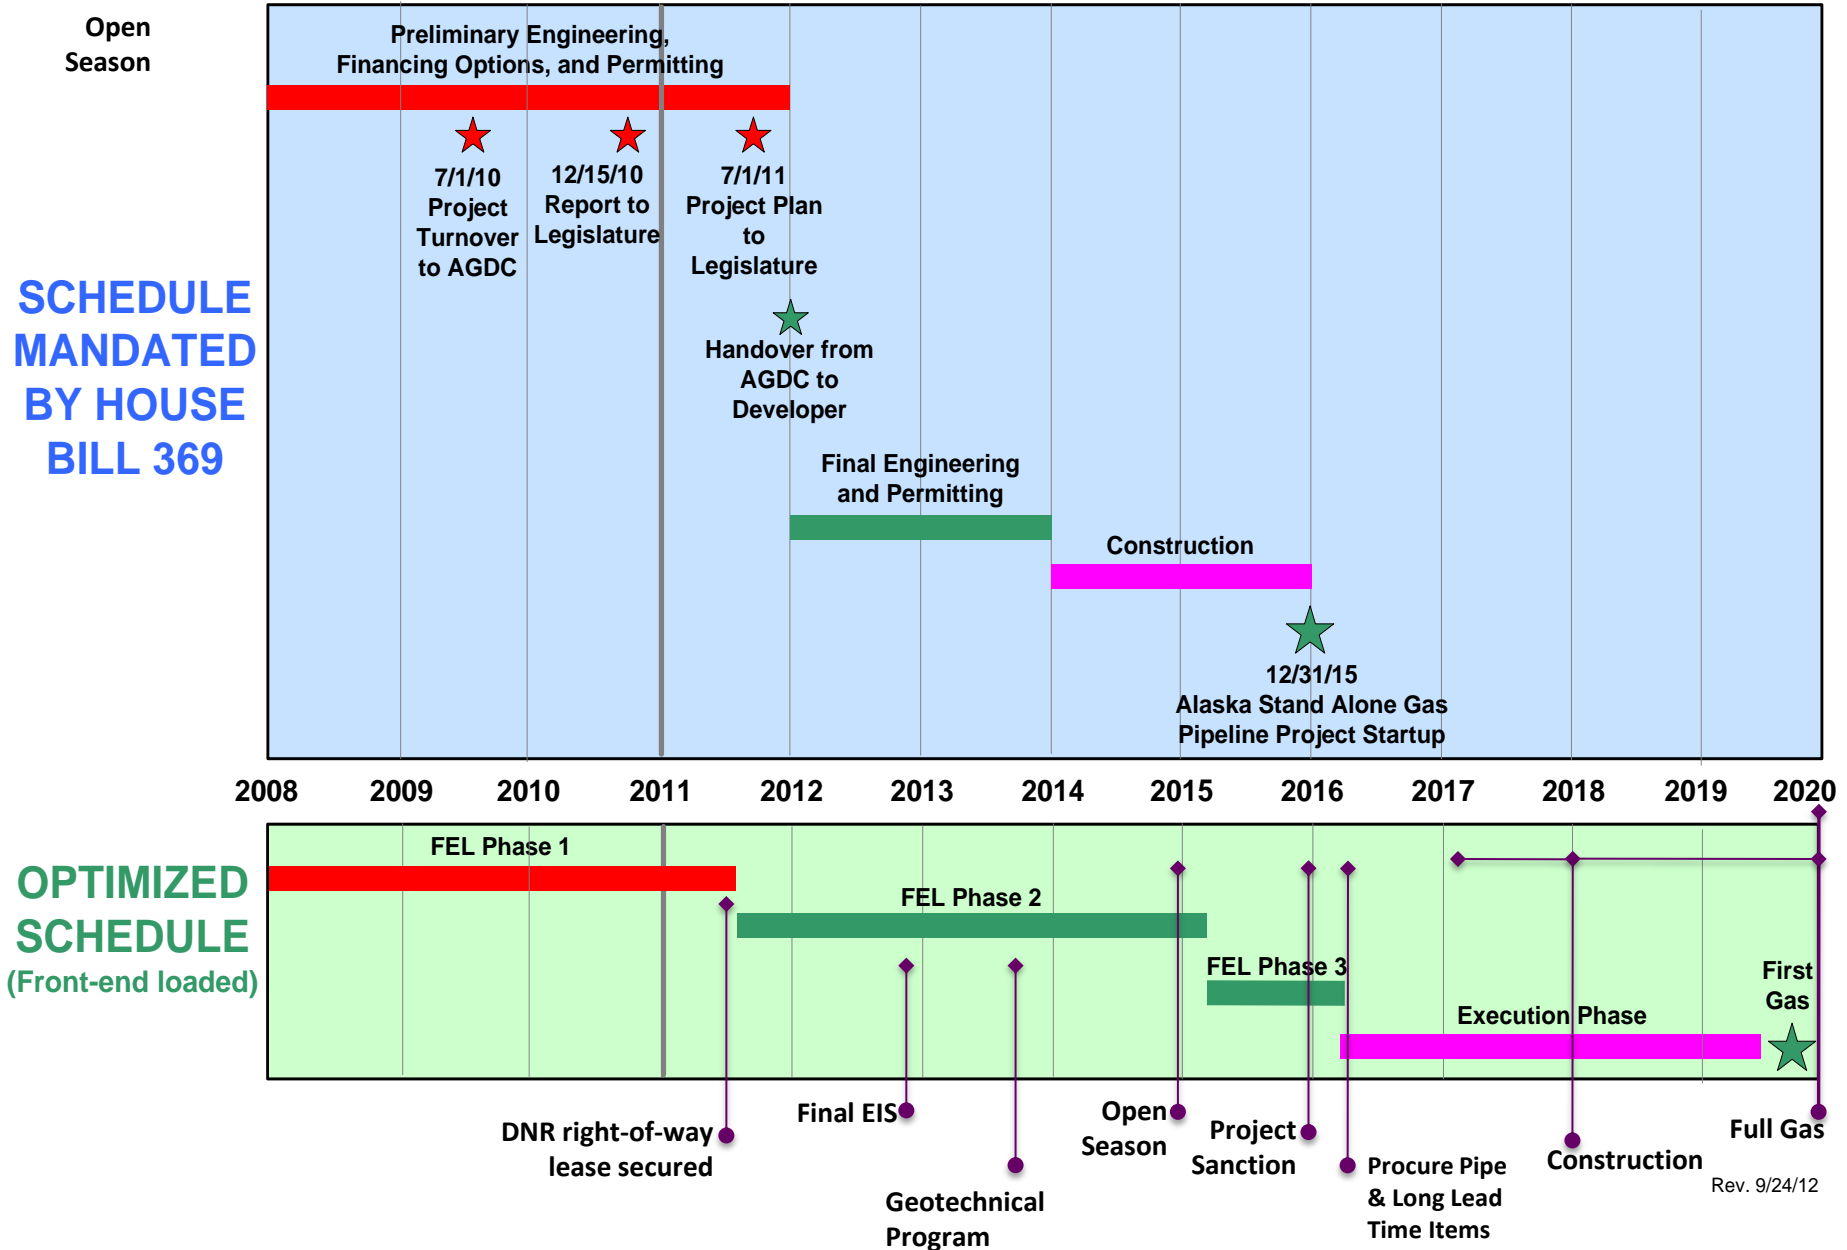 Open
Season
Preliminary Engineering,
Financing Options, and Permitting
7/1/10
Project
Turnover
to AGDC
12/15/10
Report to
Legislature
7/1/11
Project Plan
to
Legislature
Handover from
AGDC to
Developer
SCHEDULE
MANDATED
BY HOUSE
BILL 369
Final Engineering
and Permitting
Construction
12/31/15
Alaska Stand Alone Gas
Pipeline Project Startup
2008 2009 2010 2011 2012 2013 2014 2015 2016 2017 2018 2019 2020
OPTIMIZED
SCHEDULE
(Front-end loaded)
FEL Phase 1
FEL Phase 2
FEL Phase 3
Execution Phase
First
Gas
DNR right-of-way
lease secured
Final EIS
Geotechnical
Program
Open
Season
Project
Sanction
Procure Pipe
& Long Lead
Time Items
Construction
Full Gas
Rev. 9/24/12